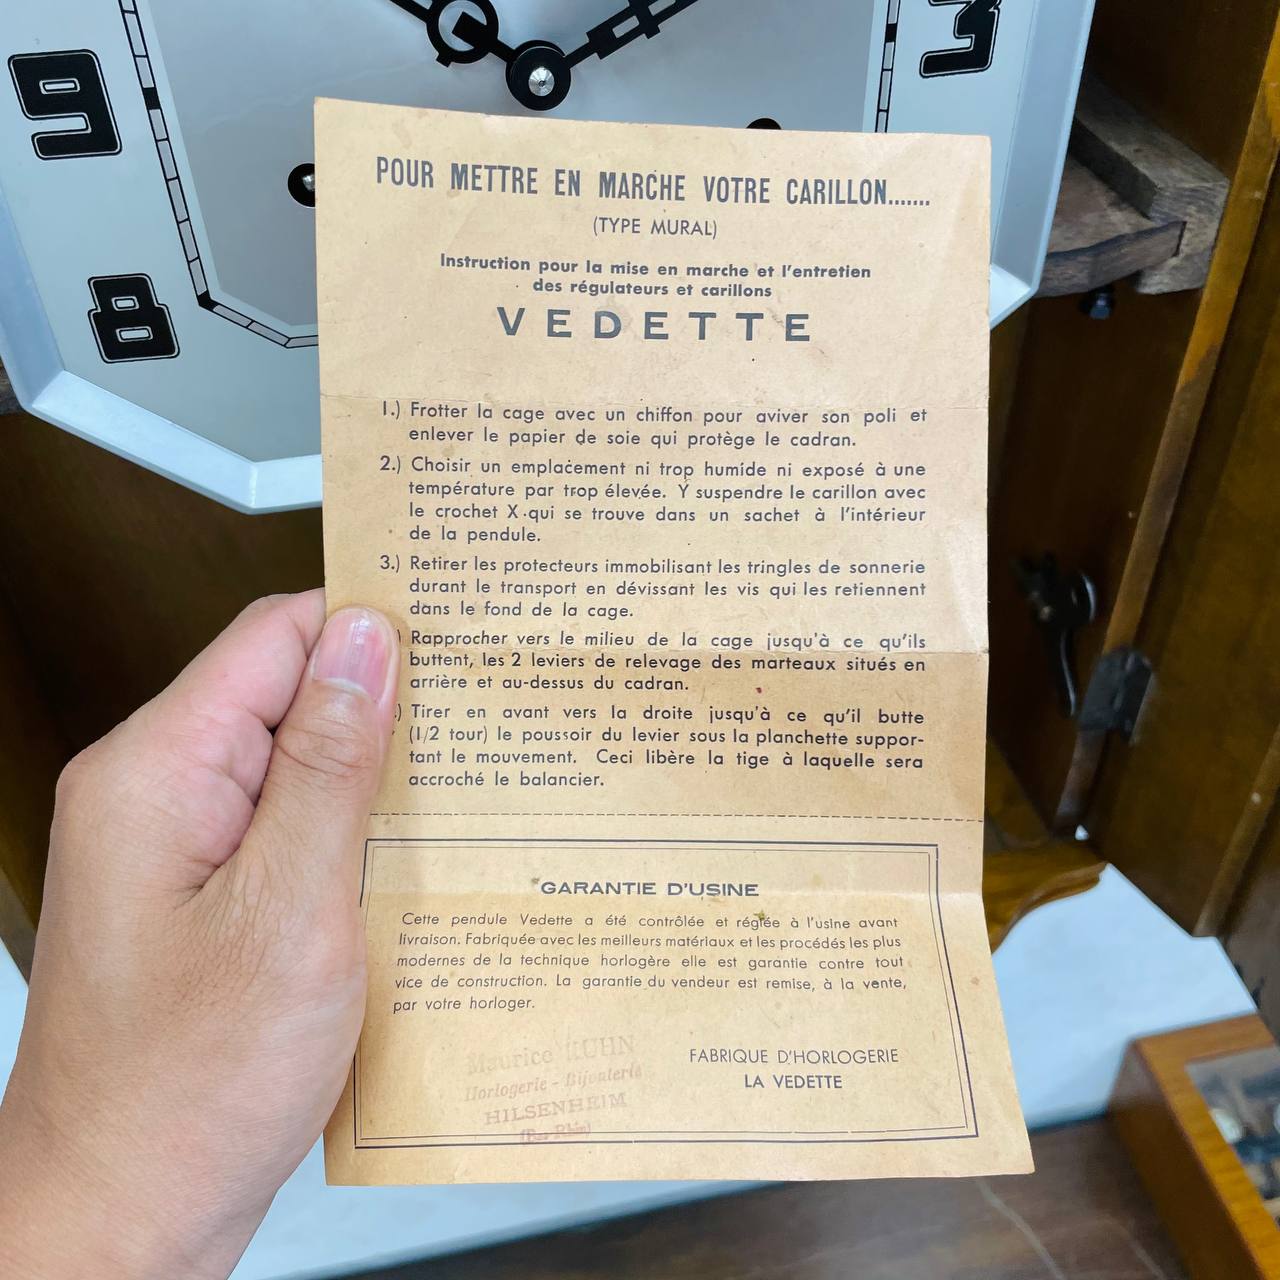 9
3
8
POUR METTRE EN MARCHE VOTRE CARILLON.......
(TYPE MURAL)
Instruction pour la mise en marche et l'entretien
des régulateurs et carillons
VEDETTE
1.) Frotter la cage avec un chiffon pour aviver son poli et
enlever le papier de soie qui protège le cadran.
2.) Choisir un emplacement ni trop humide ni exposé à une
température par trop élevée. Y suspendre le carillon avec
le crochet X qui se trouve dans un sachet à l'intérieur
de la pendule.
3.) Retirer les protecteurs immobilisant les tringles de sonnerie
durant le transport en dévissant les vis qui les retiennent
dans le fond de la cage.
) Rapprocher vers le milieu de la cage jusqu'à ce qu'ils
buttent, les 2 leviers de relevage des marteaux situés en
arrière et au-dessus du cadran.
.) Tirer en avant vers la droite jusqu'à ce qu'il butte
(1/2 tour) le poussoir du levier sous la planchette suppor-
tant le mouvement. Ceci libère la tige à laquelle sera
accroché le balancier.
GARANTIE D'USINE
Cette pendule Vedette a été contrôlée et réglée à l'usine avant
livraison. Fabriquée avec les meilleurs matériaux et les procédés les plus
modernes de la technique horlogère elle est garantie contre tout
vice de construction. La garantie du vendeur est remise, à la vente,
par votre horloger.
FABRIQUE D'HORLOGERIE
LA VEDETTE
Maurice
Horlogerie - Bijouterie
HILSENHEIM
(Bas-Rhin)